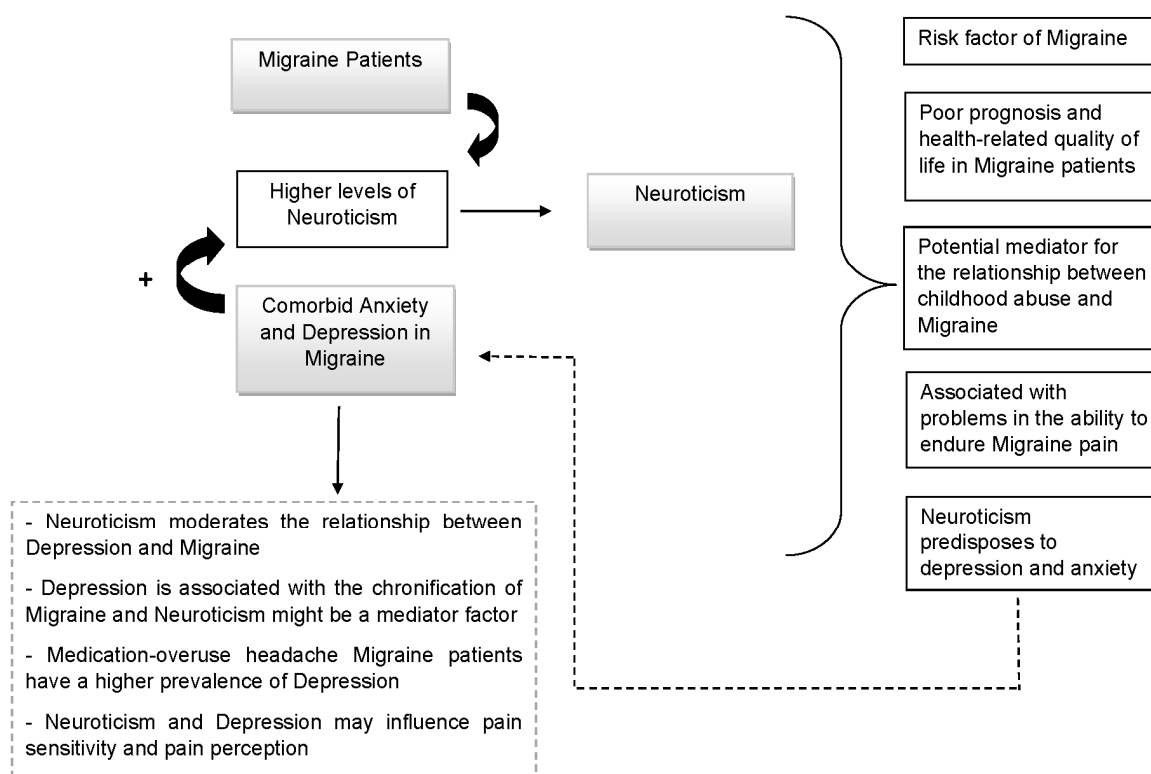 Migraine Patients
Higher levels of
Neuroticism
+
Comorbid Anxiety
and Depression in
Migraine
- Neuroticism moderates the relationship between
Depression and Migraine
- Depression is associated with the chronification of
Migraine and Neuroticism might be a mediator factor
- Medication-overuse headache Migraine patients
have a higher prevalence of Depression
- Neuroticism and Depression may influence pain
sensitivity and pain perception
Neuroticism
Risk factor of Migraine
Poor prognosis and
health-related quality of
life in Migraine patients
Potential mediator for
the relationship between
childhood abuse and
Migraine
Associated with
problems in the ability to
endure Migraine pain
Neuroticism
predisposes to
depression and anxiety